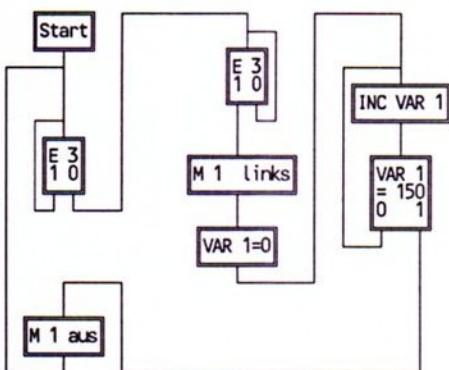 Start
E 3
1 0
M 1 aus
E 3
1 0
M 1 links
VAR 1=0
INC VAR 1
VAR 1
= 150
0 1